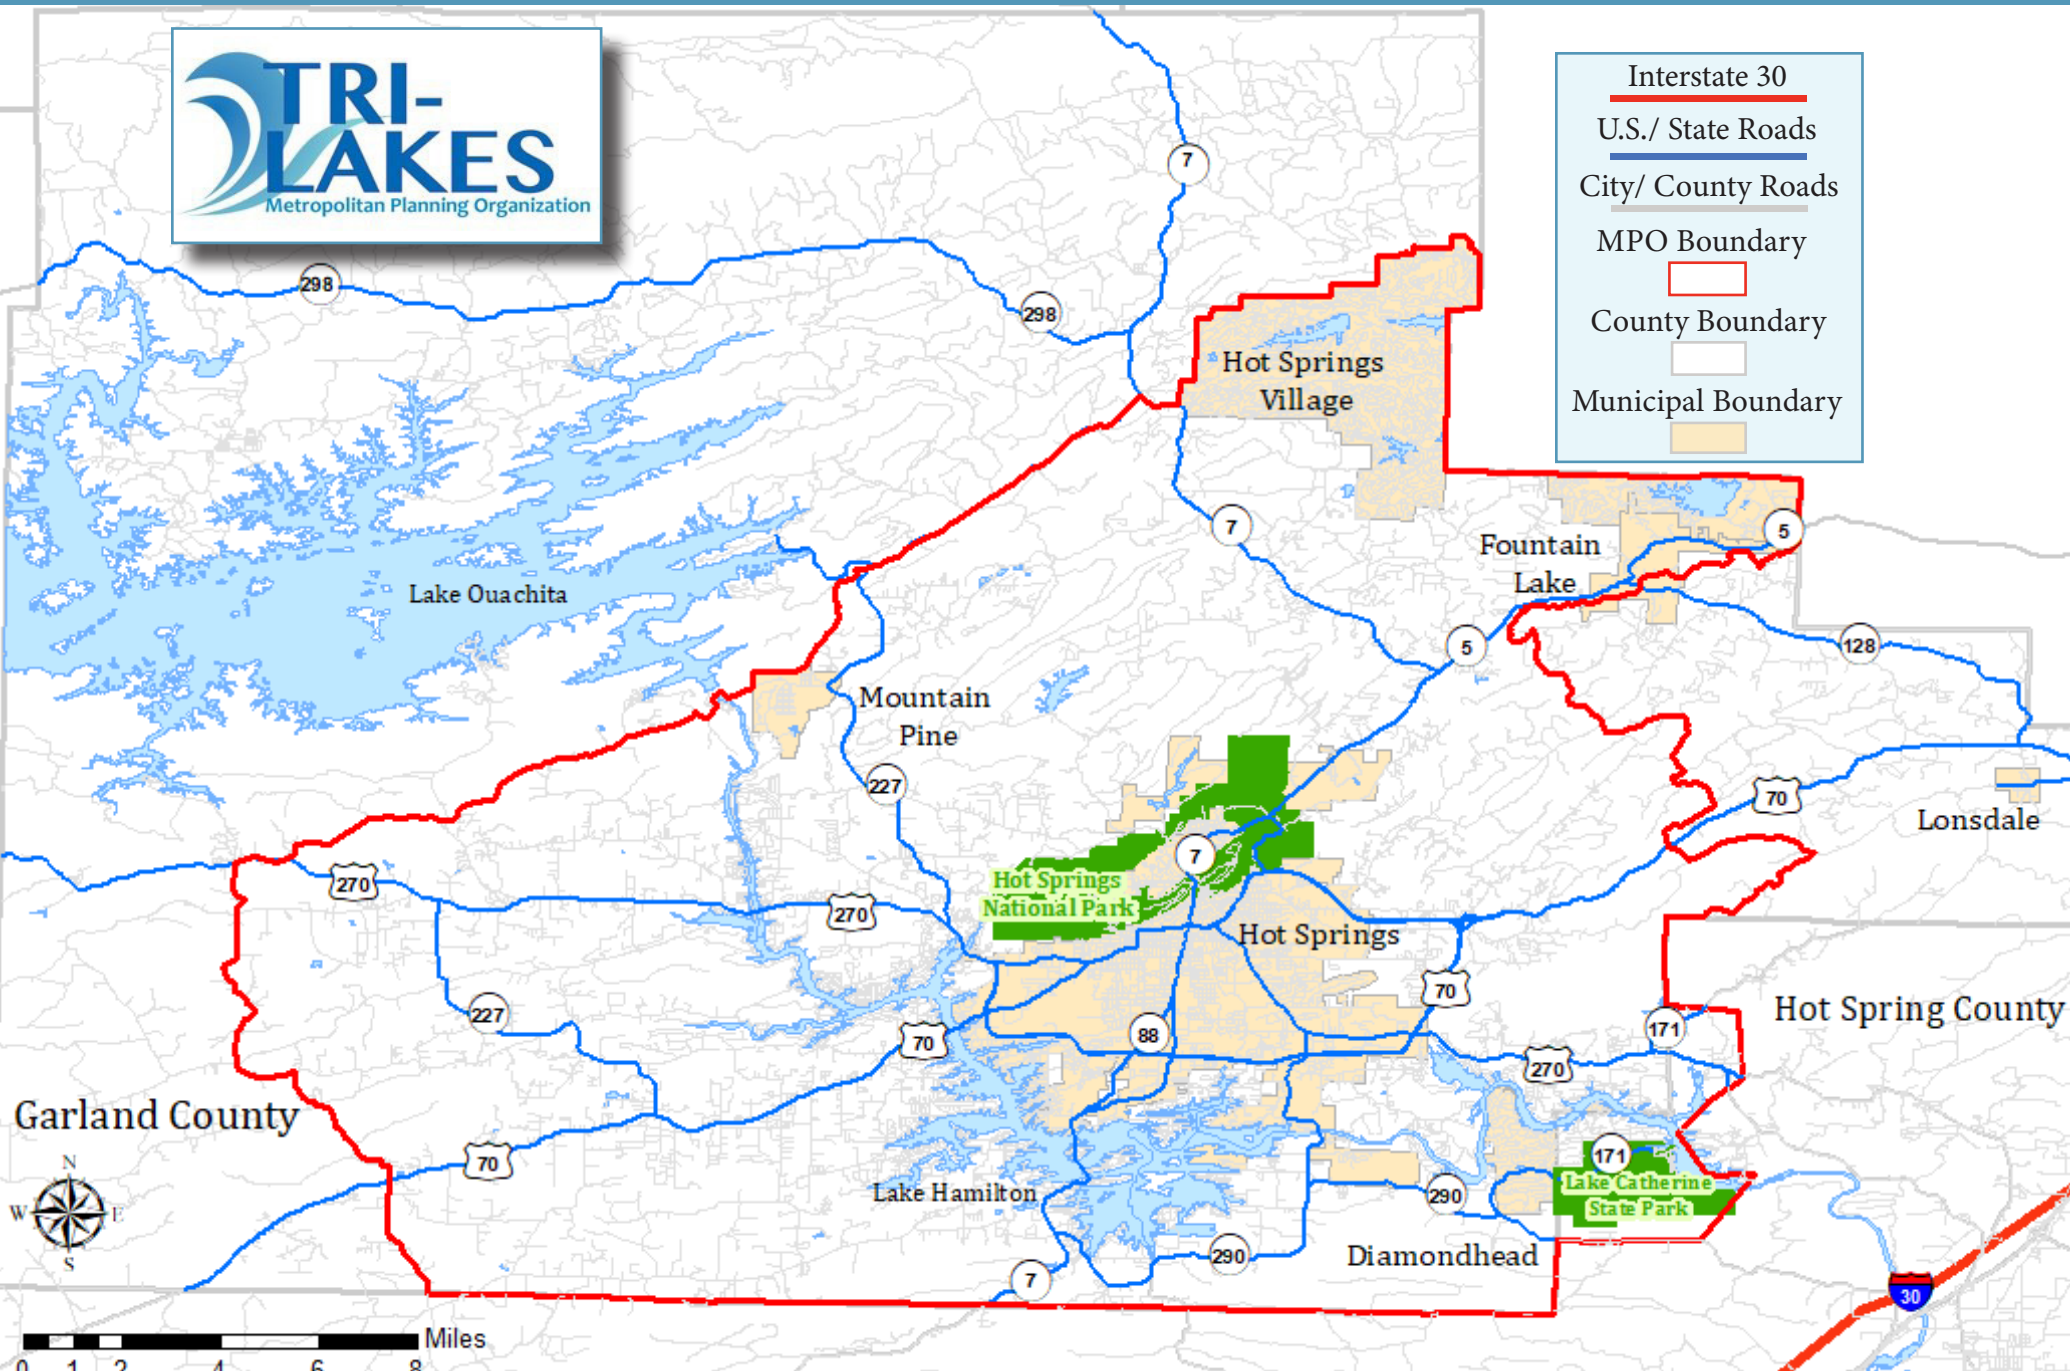 TRI-
LAKES
Metropolitan Planning Organization
Interstate 30
U.S./ State Roads
City/ County Roads
MPO Boundary
County Boundary
Municipal Boundary
7
298
298
Hot Springs
Village
7
5
Fountain
Lake
5
128
Lake Ouachita
Mountain
Pine
227
70
Lonsdale
7
Hot Springs
National Park
270
270
Hot Springs
70
227
70
88
171
Hot Spring County
270
Garland County
70
171
Lake Catherine
State Park
Lake Hamilton
290
N
W
E
S
290
Diamondhead
7
30
Miles
0 1 2 4 6 8